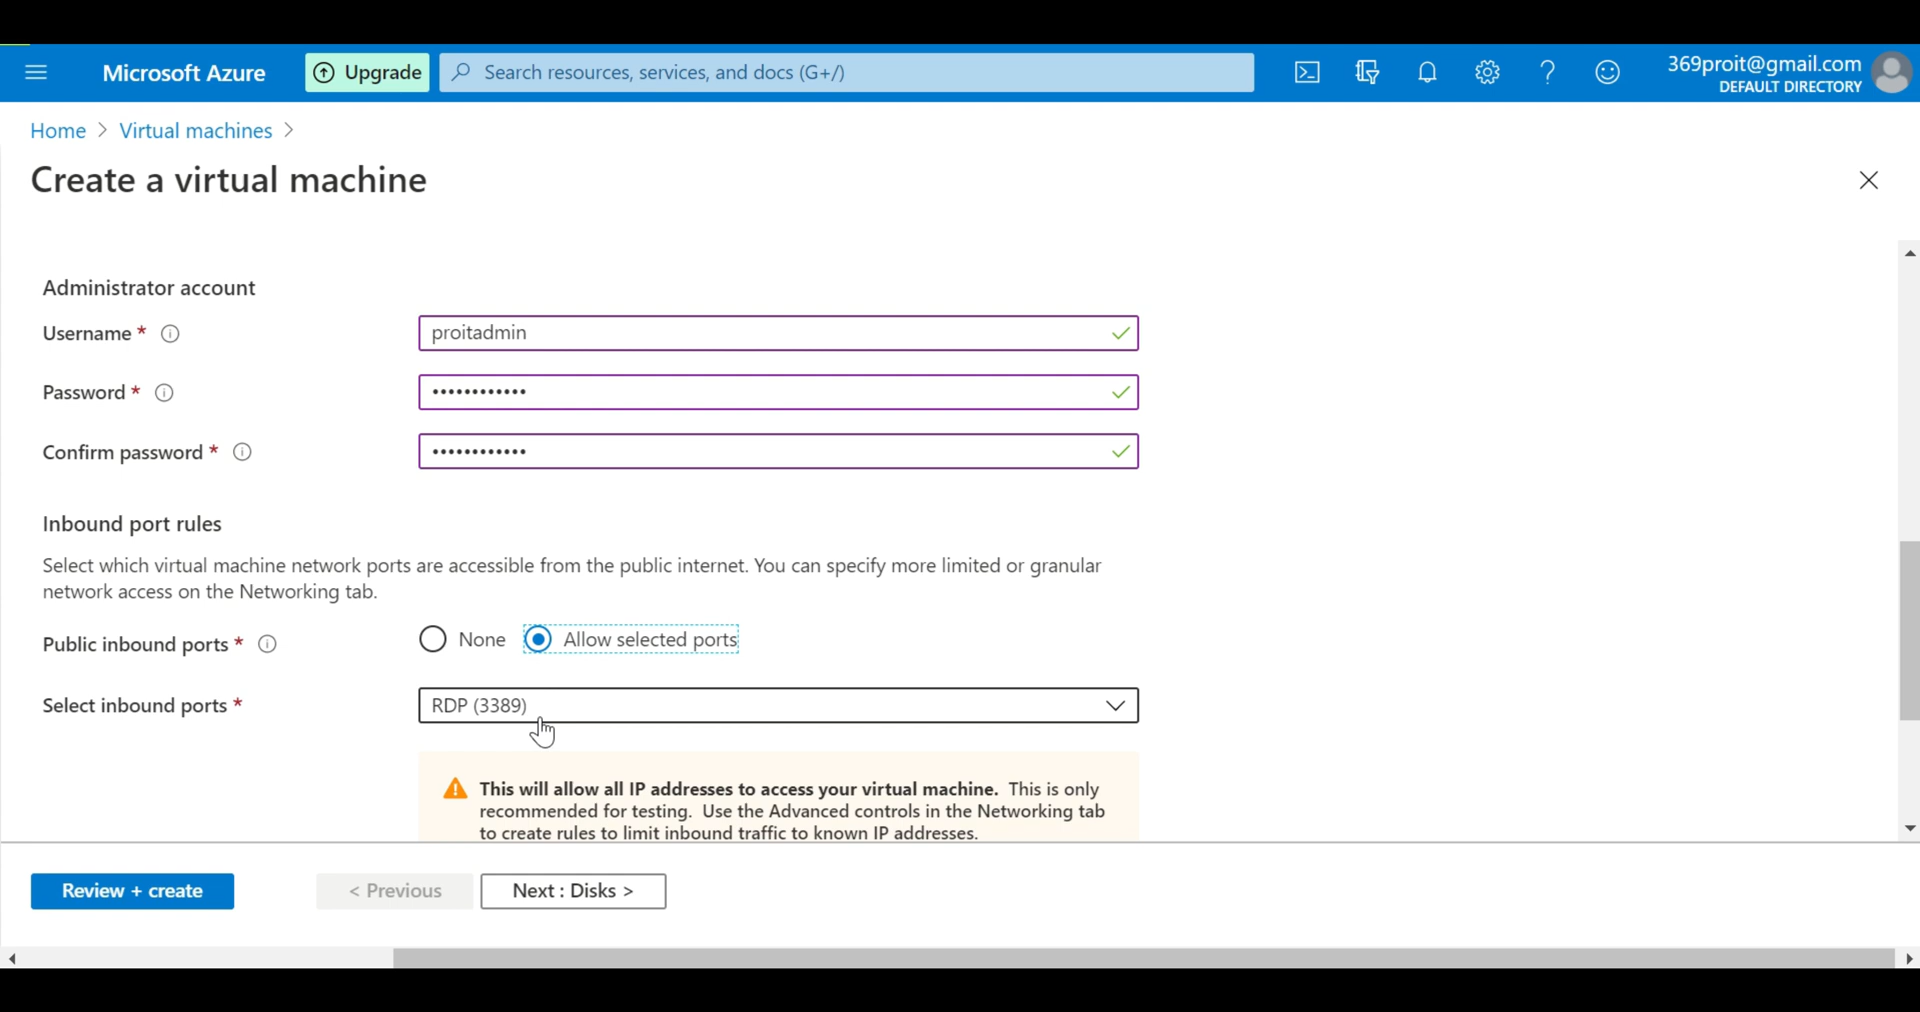 Microsoft Azure
Upgrade
Search resources, services, and docs (G+/)
369proit@gmail.com
DEFAULT DIRECTORY
Home > Virtual machines >
Create a virtual machine
Administrator account
Username *
proitadmin
Password *
••••••••••••
Confirm password *
••••••••••••
Inbound port rules
Select which virtual machine network ports are accessible from the public internet. You can specify more limited or granular
network access on the Networking tab.
Public inbound ports *
None
Allow selected ports
Select inbound ports *
RDP (3389)
This will allow all IP addresses to access your virtual machine. This is only
recommended for testing. Use the Advanced controls in the Networking tab
to create rules to limit inbound traffic to known IP addresses.
Review + create
< Previous
Next : Disks >